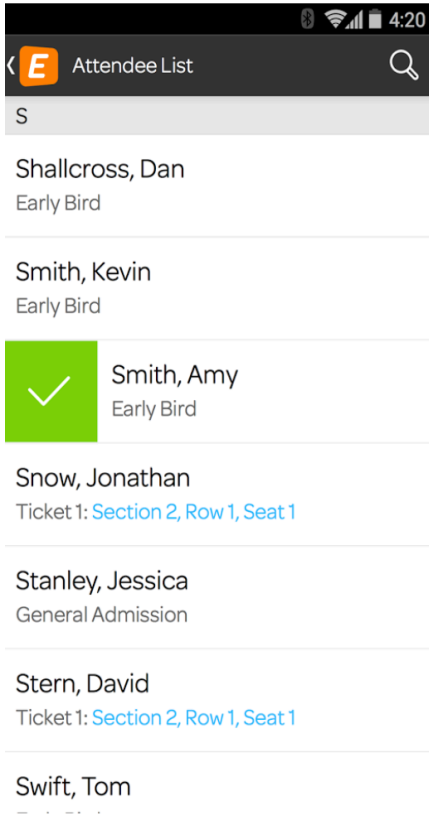 4:20
E Attendee List
S
Shallcross, Dan
Early Bird
Smith, Kevin
Early Bird
Smith, Amy
Early Bird
Snow, Jonathan
Ticket 1: Section 2, Row 1, Seat 1
Stanley, Jessica
General Admission
Stern, David
Ticket 1: Section 2, Row 1, Seat 1
Swift, Tom